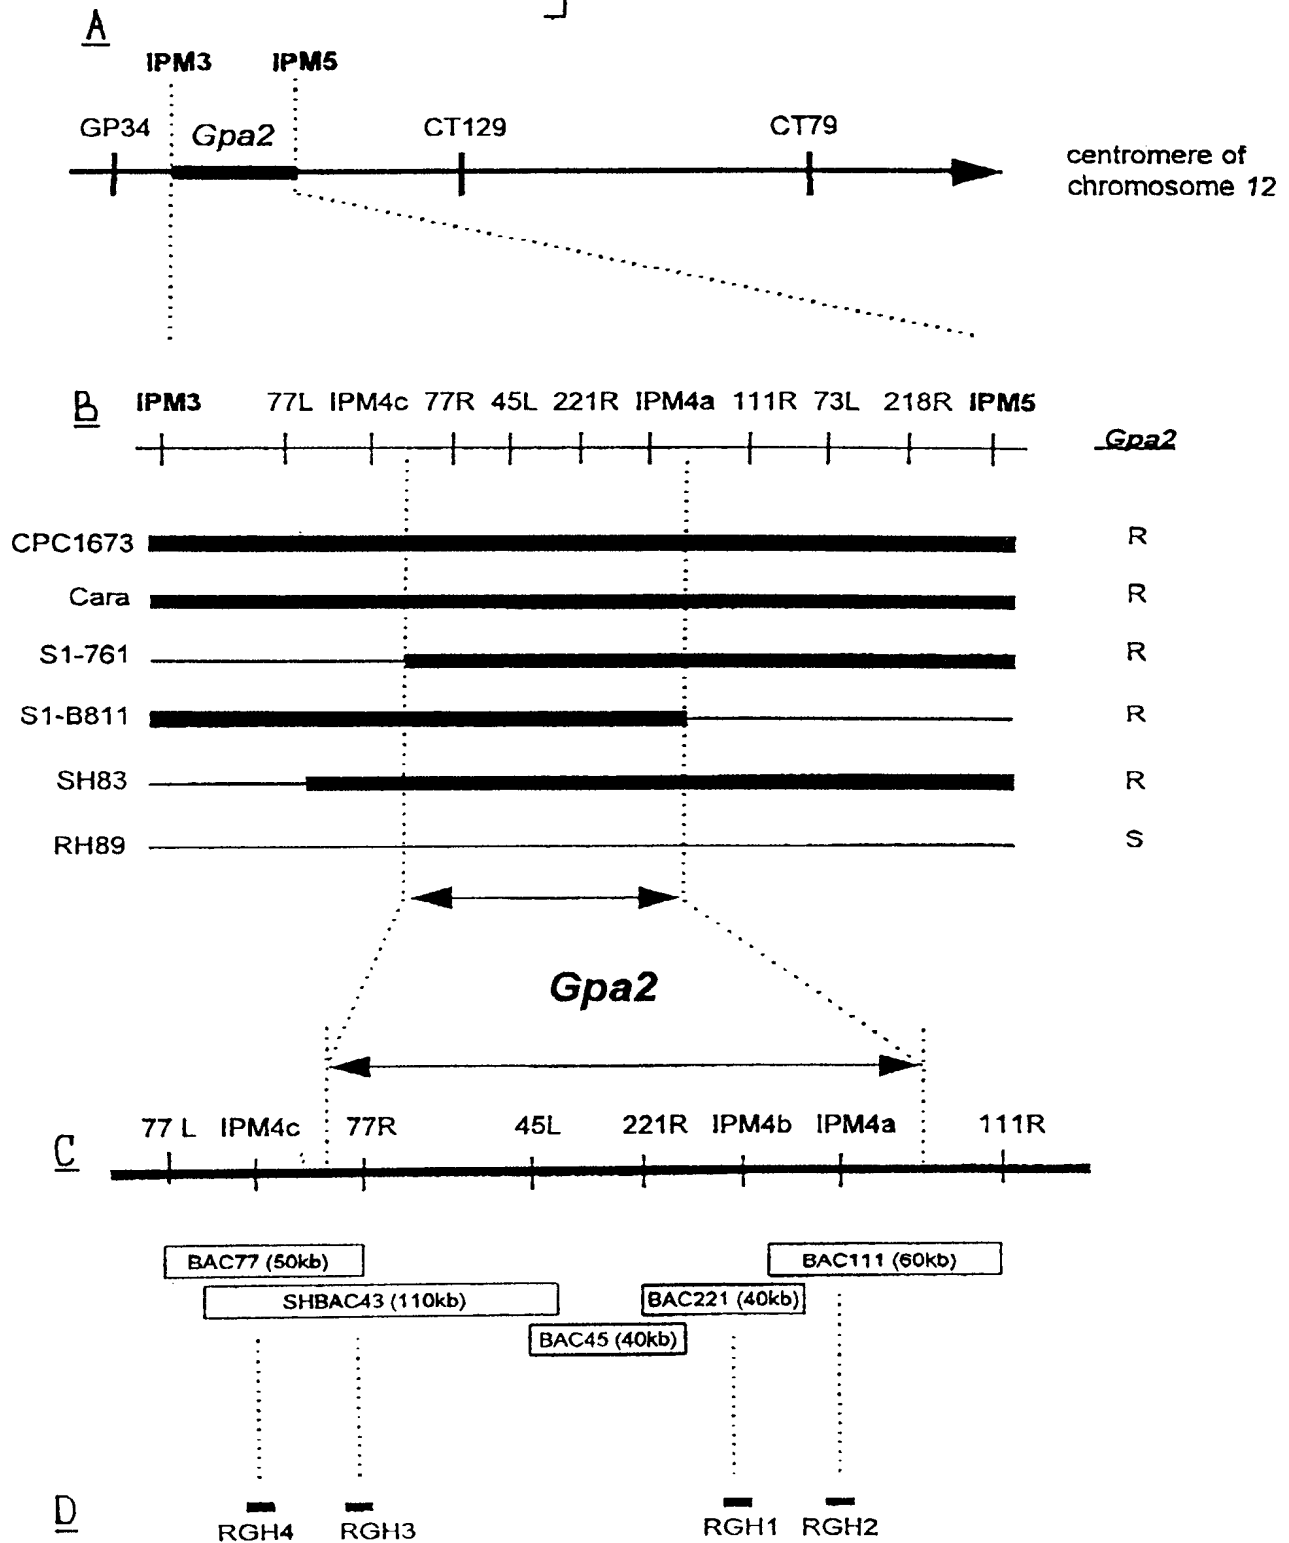 A
IPM3 IPM5
GP34 Gpa2 CT129 CT79
centromere of
chromosome 12
B IPM3 77L IPM4c 77R 45L 221R IPM4a 111R 73L 218R IPM5
Gpa2
CPC1673 R
Cara R
S1-761 R
S1-B811 R
SH83 R
RH89 S
Gpa2
C 77 L IPM4c 77R 45L 221R IPM4b IPM4a 111R
BAC77 (50kb) BAC111 (60kb)
SHBAC43 (110kb) BAC221 (40kb)
BAC45 (40kb)
D RGH4 RGH3 RGH1 RGH2